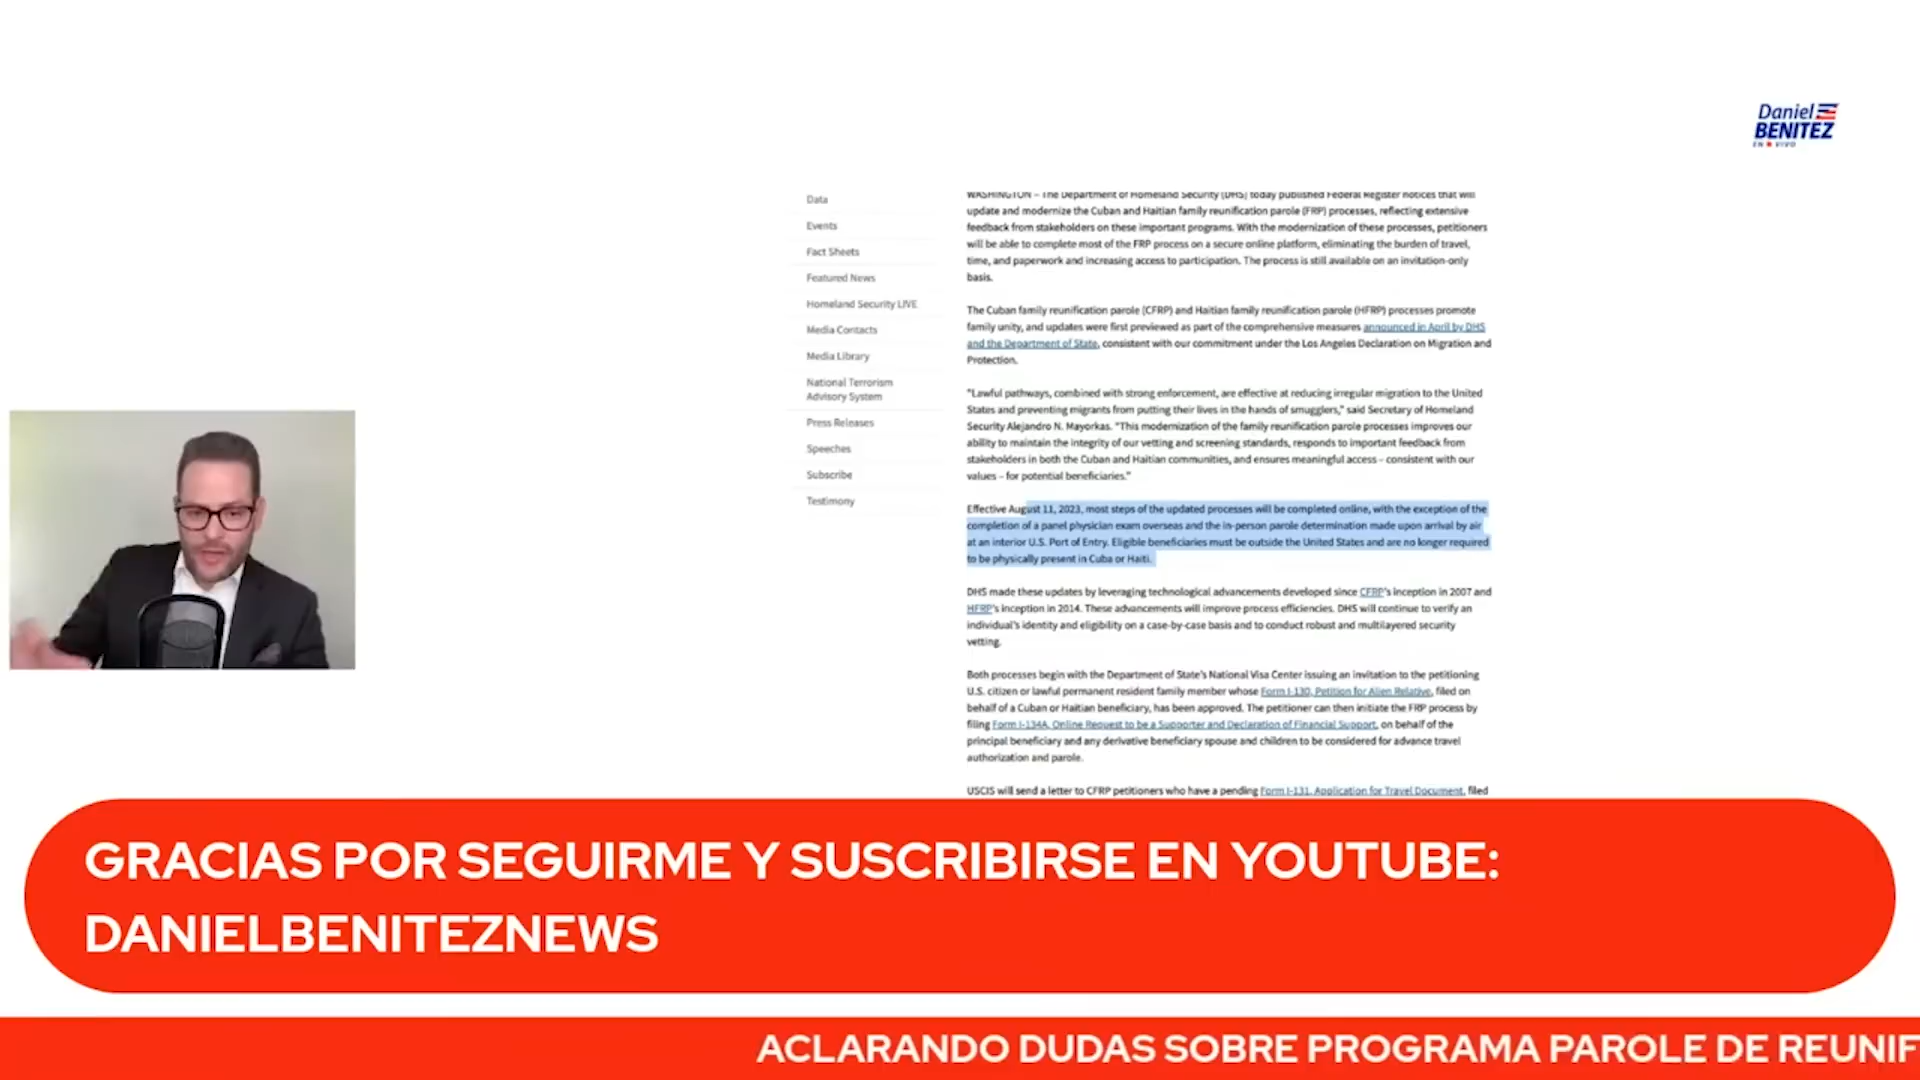 Daniel
BENITEZ
EN VIVO
Data
Events
Fact Sheets
Featured News
Homeland Security LIVE
Media Contacts
Media Library
National Terrorism
Advisory System
Press Releases
Speeches
Subscribe
Testimony
WASHINGTON – The Department of Homeland Security (DHS) today published Federal Register notices that will
update and modernize the Cuban and Haitian family reunification parole (FRP) processes, reflecting extensive
feedback from stakeholders on these important programs. With the modernization of these processes, petitioners
will be able to complete most of the FRP process on a secure online platform, eliminating the burden of travel,
time, and paperwork and increasing access to participation. The process is still available on an invitation-only
basis.
The Cuban family reunification parole (CFRP) and Haitian family reunification parole (HFRP) processes promote
family unity, and updates were first previewed as part of the comprehensive measures announced in April by DHS
and the Department of State, consistent with our commitment under the Los Angeles Declaration on Migration and
Protection.
"Lawful pathways, combined with strong enforcement, are effective at reducing irregular migration to the United
States and preventing migrants from putting their lives in the hands of smugglers," said Secretary of Homeland
Security Alejandro N. Mayorkas. "This modernization of the family reunification parole processes improves our
ability to maintain the integrity of our vetting and screening standards, responds to important feedback from
stakeholders in both the Cuban and Haitian communities, and ensures meaningful access – consistent with our
values – for potential beneficiaries."
Effective August 11, 2023, most steps of the updated processes will be completed online, with the exception of the
completion of a panel physician exam overseas and the in-person parole determination made upon arrival by air
at an interior U.S. Port of Entry. Eligible beneficiaries must be outside the United States and are no longer required
to be physically present in Cuba or Haiti.
DHS made these updates by leveraging technological advancements developed since CFRP's inception in 2007 and
HFRP's inception in 2014. These advancements will improve process efficiencies. DHS will continue to verify an
individual's identity and eligibility on a case-by-case basis and to conduct robust and multilayered security
vetting.
Both processes begin with the Department of State's National Visa Center issuing an invitation to the petitioning
U.S. citizen or lawful permanent resident family member whose Form I-130, Petition for Alien Relative, filed on
behalf of a Cuban or Haitian beneficiary, has been approved. The petitioner can then initiate the FRP process by
filing Form I-134A, Online Request to be a Supporter and Declaration of Financial Support, on behalf of the
principal beneficiary and any derivative beneficiary spouse and children to be considered for advance travel
authorization and parole.
USCIS will send a letter to CFRP petitioners who have a pending Form I-131, Application for Travel Document, filed
GRACIAS POR SEGUIRME Y SUSCRIBIRSE EN YOUTUBE:
DANIELBENITEZNEWS
ACLARANDO DUDAS SOBRE PROGRAMA PAROLE DE REUNIF